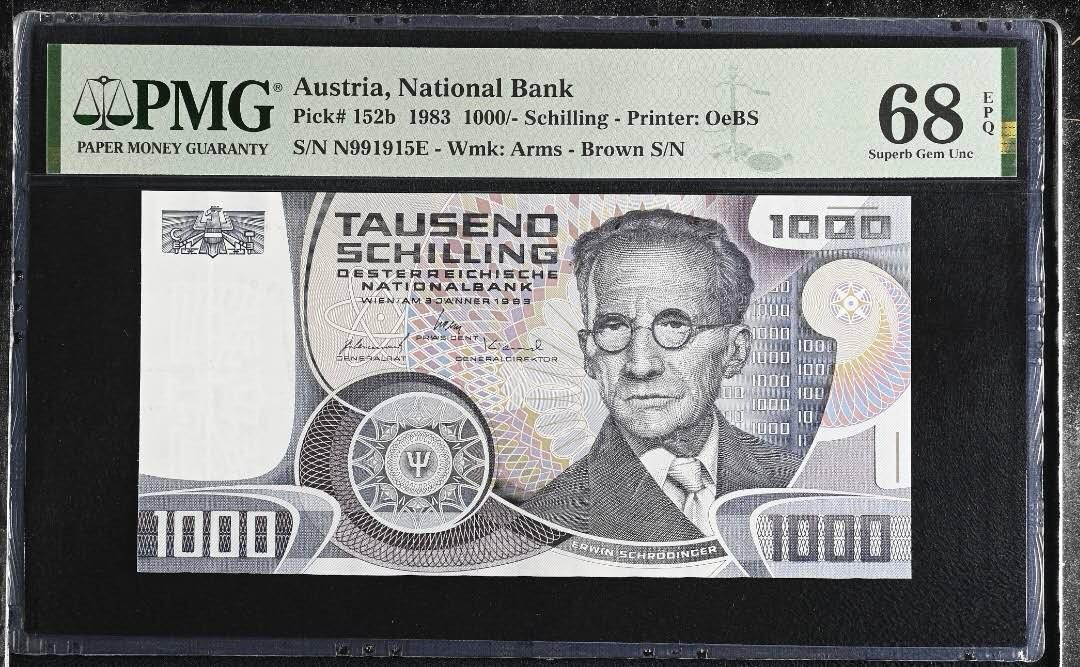 PMG®
PAPER MONEY GUARANTY
Austria, National Bank
Pick# 152b 1983 1000/- Schilling - Printer: OeBS
S/N N991915E - Wmk: Arms - Brown S/N
68
EPQ
Superb Gem Unc
TAUSEND
SCHILLING
OESTERREICHISCHE
NATIONALBANK
WIEN, AM 3. JÄNNER 1983
PRÄSIDENT
GENERALRAT
GENERALDIREKTOR
1000
Ψ
1000
ERWIN SCHRÖDINGER
1000